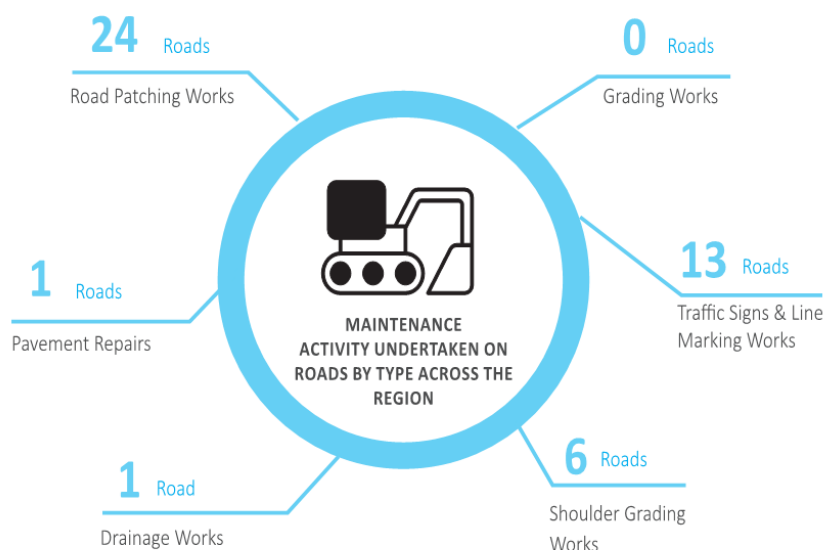 24 Roads
Road Patching Works
0 Roads
Grading Works
1 Roads
Pavement Repairs
13 Roads
Traffic Signs & Line
Marking Works
MAINTENANCE
ACTIVITY UNDERTAKEN ON
ROADS BY TYPE ACROSS THE
REGION
1 Road
Drainage Works
6 Roads
Shoulder Grading
Works